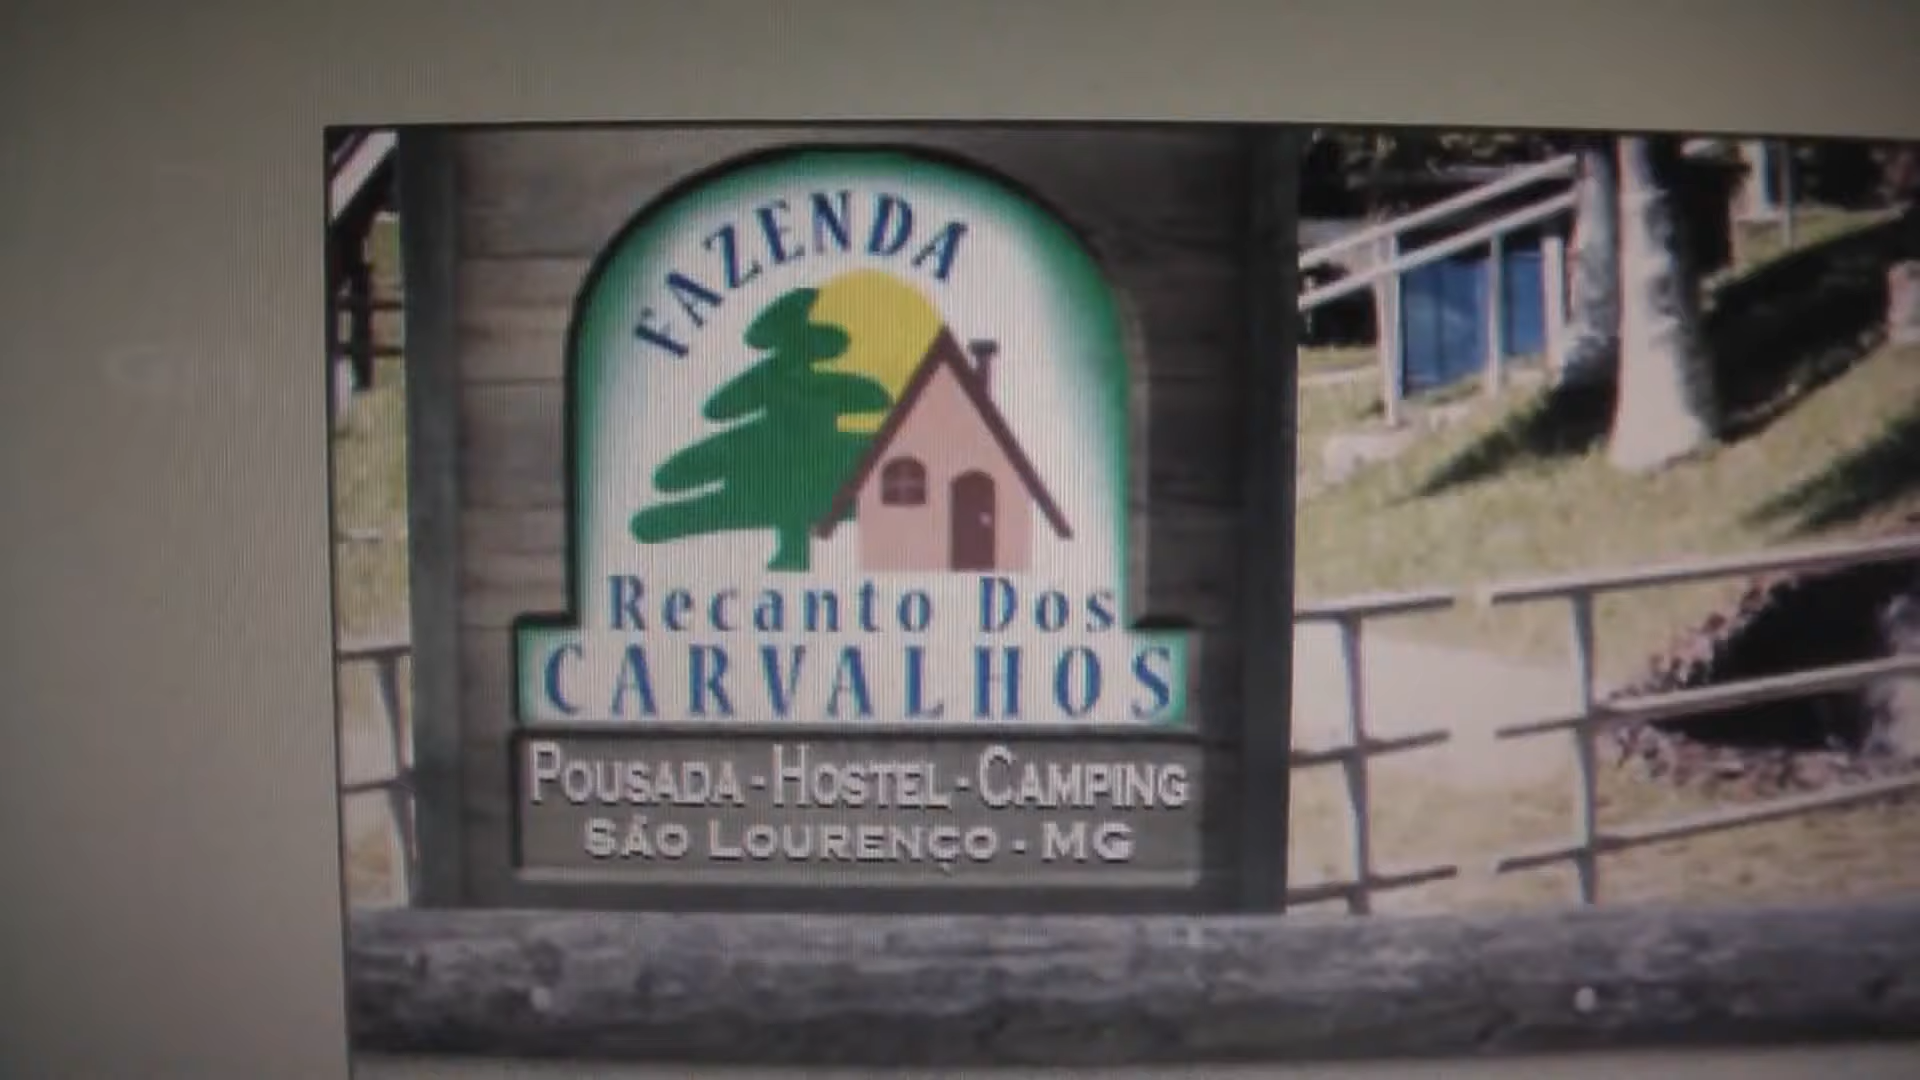 FAZENDA
Recanto Dos
CARVALHOS
POUSADA - HOSTEL - CAMPING
SÃO LOURENÇO - MG